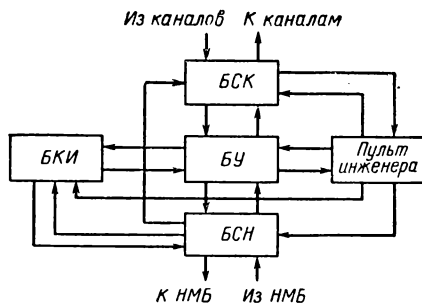 Из каналов К каналам
БСК
БКИ
БУ
Пульт
инженера
БСН
К НМБ Из НМБ